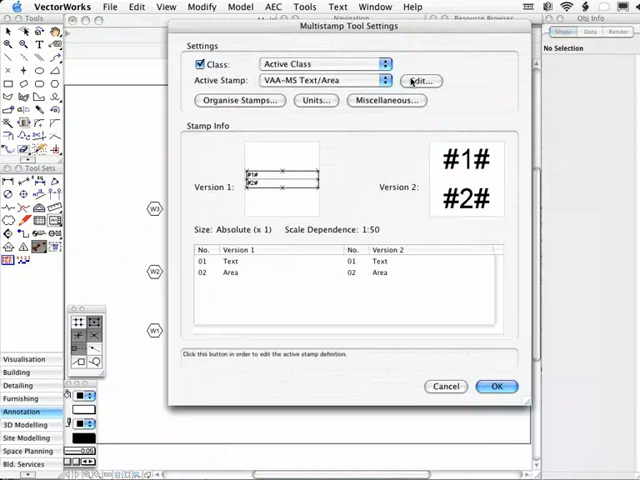 VectorWorks File Edit View Modify Model AEC Tools Text Window Help
Tools
Multistamp Tool Settings
Obj Info
Settings
Shape Data Render
Class: Active Class
No Selection
Active Stamp: VAA-MS Text/Area Edit...
Organise Stamps... Units... Miscellaneous...
Stamp Info
Version 1:
#1#
#2#
Version 2:
#1#
#2#
Tool Sets
W3
Size: Absolute (x 1) Scale Dependence: 1:50
No. Version 1 No. Version 2
01 Text 01 Text
02 Area 02 Area
W2
W1
Click this button in order to edit the active stamp definition.
Visualisation
Building
Detailing
Furnishing
Annotation
3D Modelling
Site Modelling
Space Planning
Bld. Services
Cancel OK
0.05